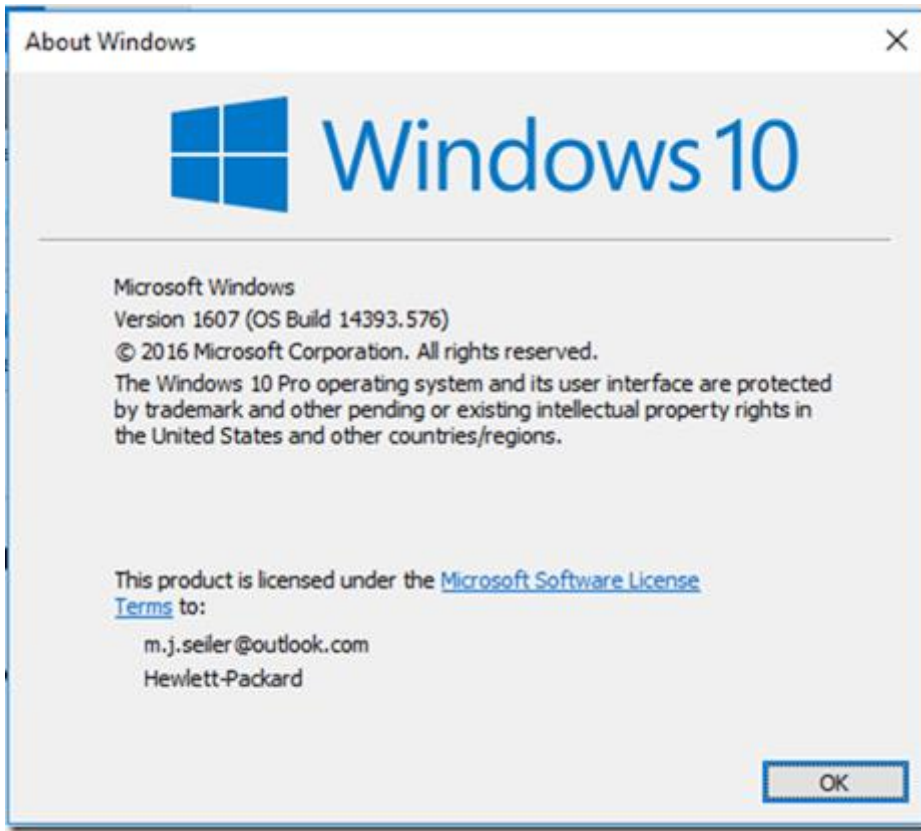 About Windows
Windows 10
Microsoft Windows
Version 1607 (OS Build 14393.576)
© 2016 Microsoft Corporation. All rights reserved.
The Windows 10 Pro operating system and its user interface are protected
by trademark and other pending or existing intellectual property rights in
the United States and other countries/regions.
This product is licensed under the Microsoft Software License
Terms to:
m.j.seiler@outlook.com
Hewlett-Packard
OK